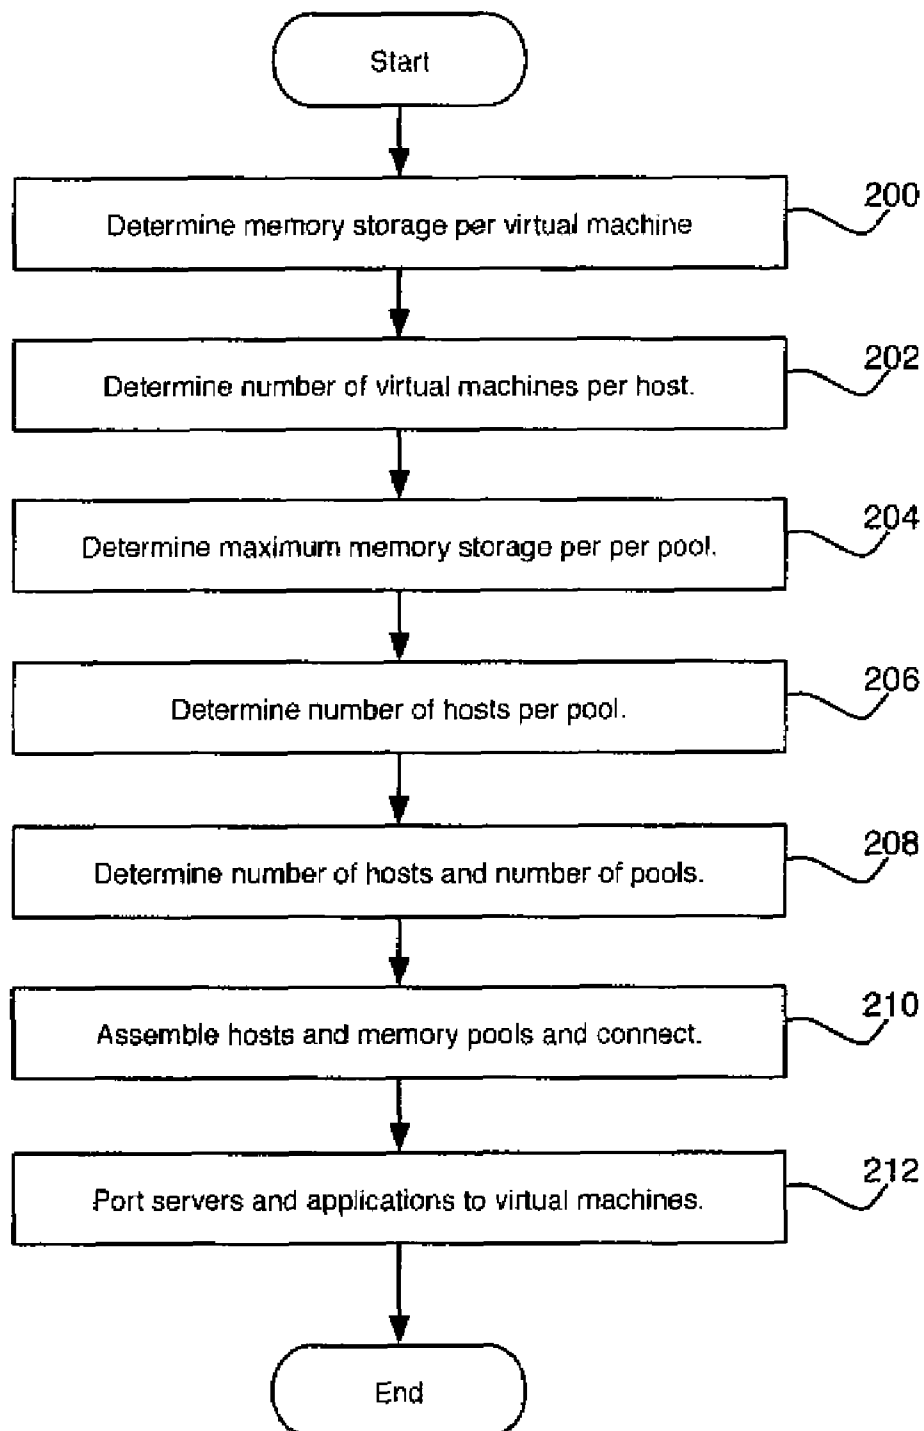 Start
200
Determine memory storage per virtual machine
202
Determine number of virtual machines per host.
204
Determine maximum memory storage per per pool.
206
Determine number of hosts per pool.
208
Determine number of hosts and number of pools.
210
Assemble hosts and memory pools and connect.
212
Port servers and applications to virtual machines.
End